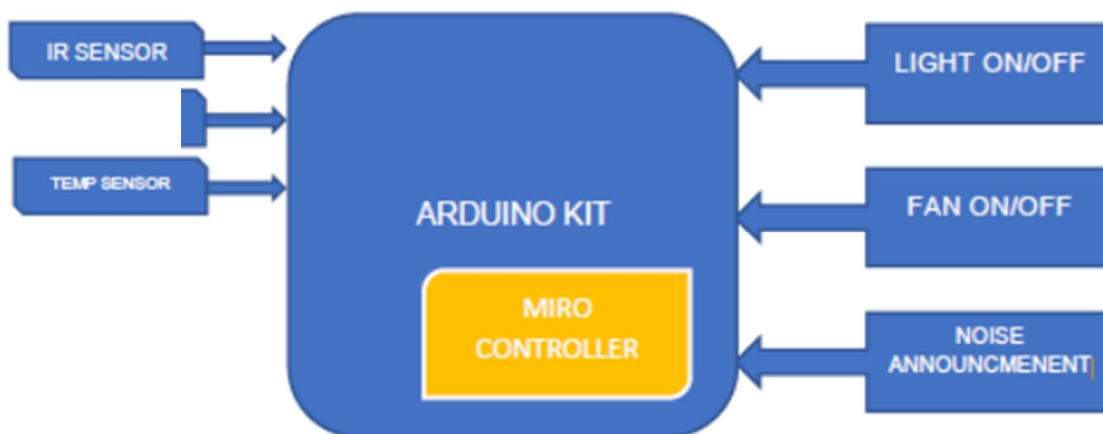 IR SENSOR
TEMP SENSOR
ARDUINO KIT
MIRO
CONTROLLER
LIGHT ON/OFF
FAN ON/OFF
NOISE
ANNOUNCMENENT